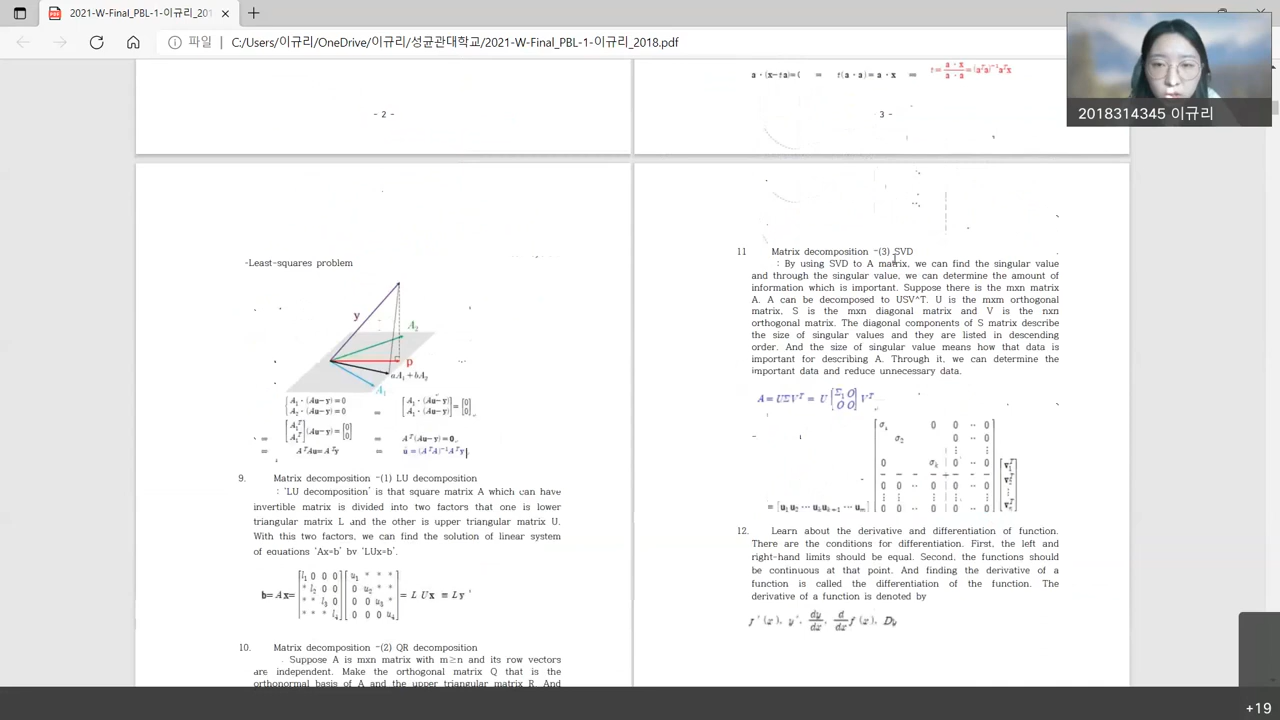 2021-W-Final_PBL-1-이규리_201
파일
C:/Users/이규리/OneDrive/이규리/성균관대학교/2021-W-Final_PBL-1-이규리_2018.pdf
2018314345 이규리
- 2 -
3 -
-Least-squares problem
y
A₂
p
aA₁+bA₂
A₁
9. Matrix decomposition -(1) LU decomposition
: 'LU decomposition' is that square matrix A which can have
invertible matrix is divided into two factors that one is lower
triangular matrix L and the other is upper triangular matrix U.
With this two factors, we can find the solution of linear system
of equations 'Ax=b' by 'LUx=b'.
10. Matrix decomposition -(2) QR decomposition
Suppose A is mxn matrix with m≥n and its row vectors
are independent. Make the orthogonal matrix Q that is the
orthonormal basis of A and the upper triangular matrix R. And
11 Matrix decomposition -(3) SVD
: By using SVD to A matrix, we can find the singular value
and through the singular value, we can determine the amount of
information which is important. Suppose there is the mxn matrix
A. A can be decomposed to USV^T. U is the mxm orthogonal
matrix, S is the mxn diagonal matrix and V is the nxn
orthogonal matrix. The diagonal components of S matrix describe
the size of singular values and they are listed in descending
order. And the size of singular value means how that data is
important for describing A. Through it, we can determine the
important data and reduce unnecessary data.
12. Learn about the derivative and differentiation of function.
There are the conditions for differentiation. First, the left and
right-hand limits should be equal. Second, the functions should
be continuous at that point. And finding the derivative of a
function is called the differentiation of the function. The
derivative of a function is denoted by
+19